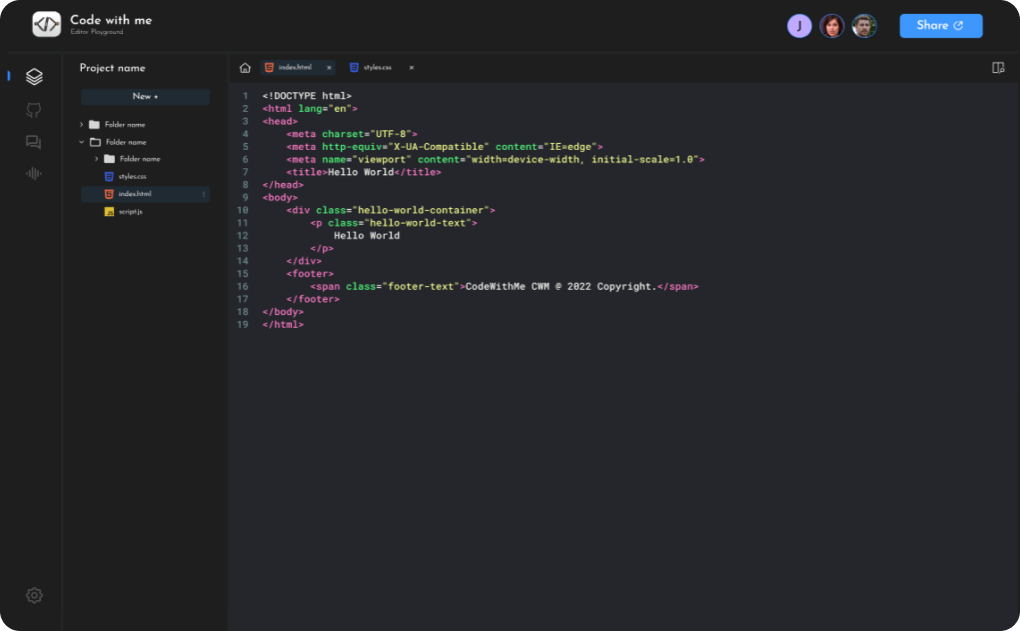 Code with me
Editor Playground
J
Share
Project name
New +
Folder name
Folder name
Folder name
styles.css
index.html
script.js
index.html ×
styles.css ×
1 <!DOCTYPE html>
2 <html lang="en">
3 <head>
4 <meta charset="UTF-8">
5 <meta http-equiv="X-UA-Compatible" content="IE=edge">
6 <meta name="viewport" content="width=device-width, initial-scale=1.0">
7 <title>Hello World</title>
8 </head>
9 <body>
10 <div class="hello-world-container">
11 <p class="hello-world-text">
12 Hello World
13 </p>
14 </div>
15 <footer>
16 <span class="footer-text">CodeWithMe CWM @ 2022 Copyright.</span>
17 </footer>
18 </body>
19 </html>